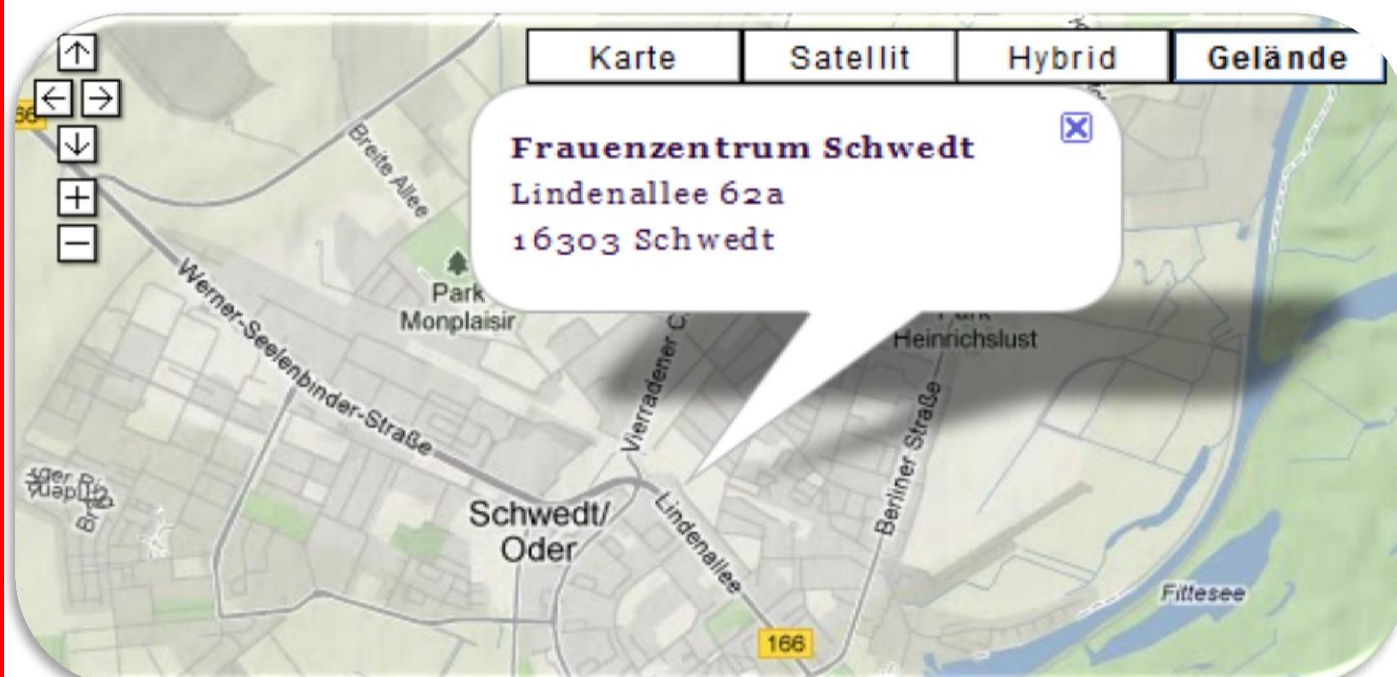 Karte
Satellit
Hybrid
Gelände
Frauenzentrum Schwedt
Lindenallee 62a
16303 Schwedt
Breite Allee
Park
Monplaisir
Park
Heinrichslust
Werner-Seelenbinder-Straße
Vierradener
Berliner Straße
Schwedt/
Oder
Lindenallee
Fittesee
166